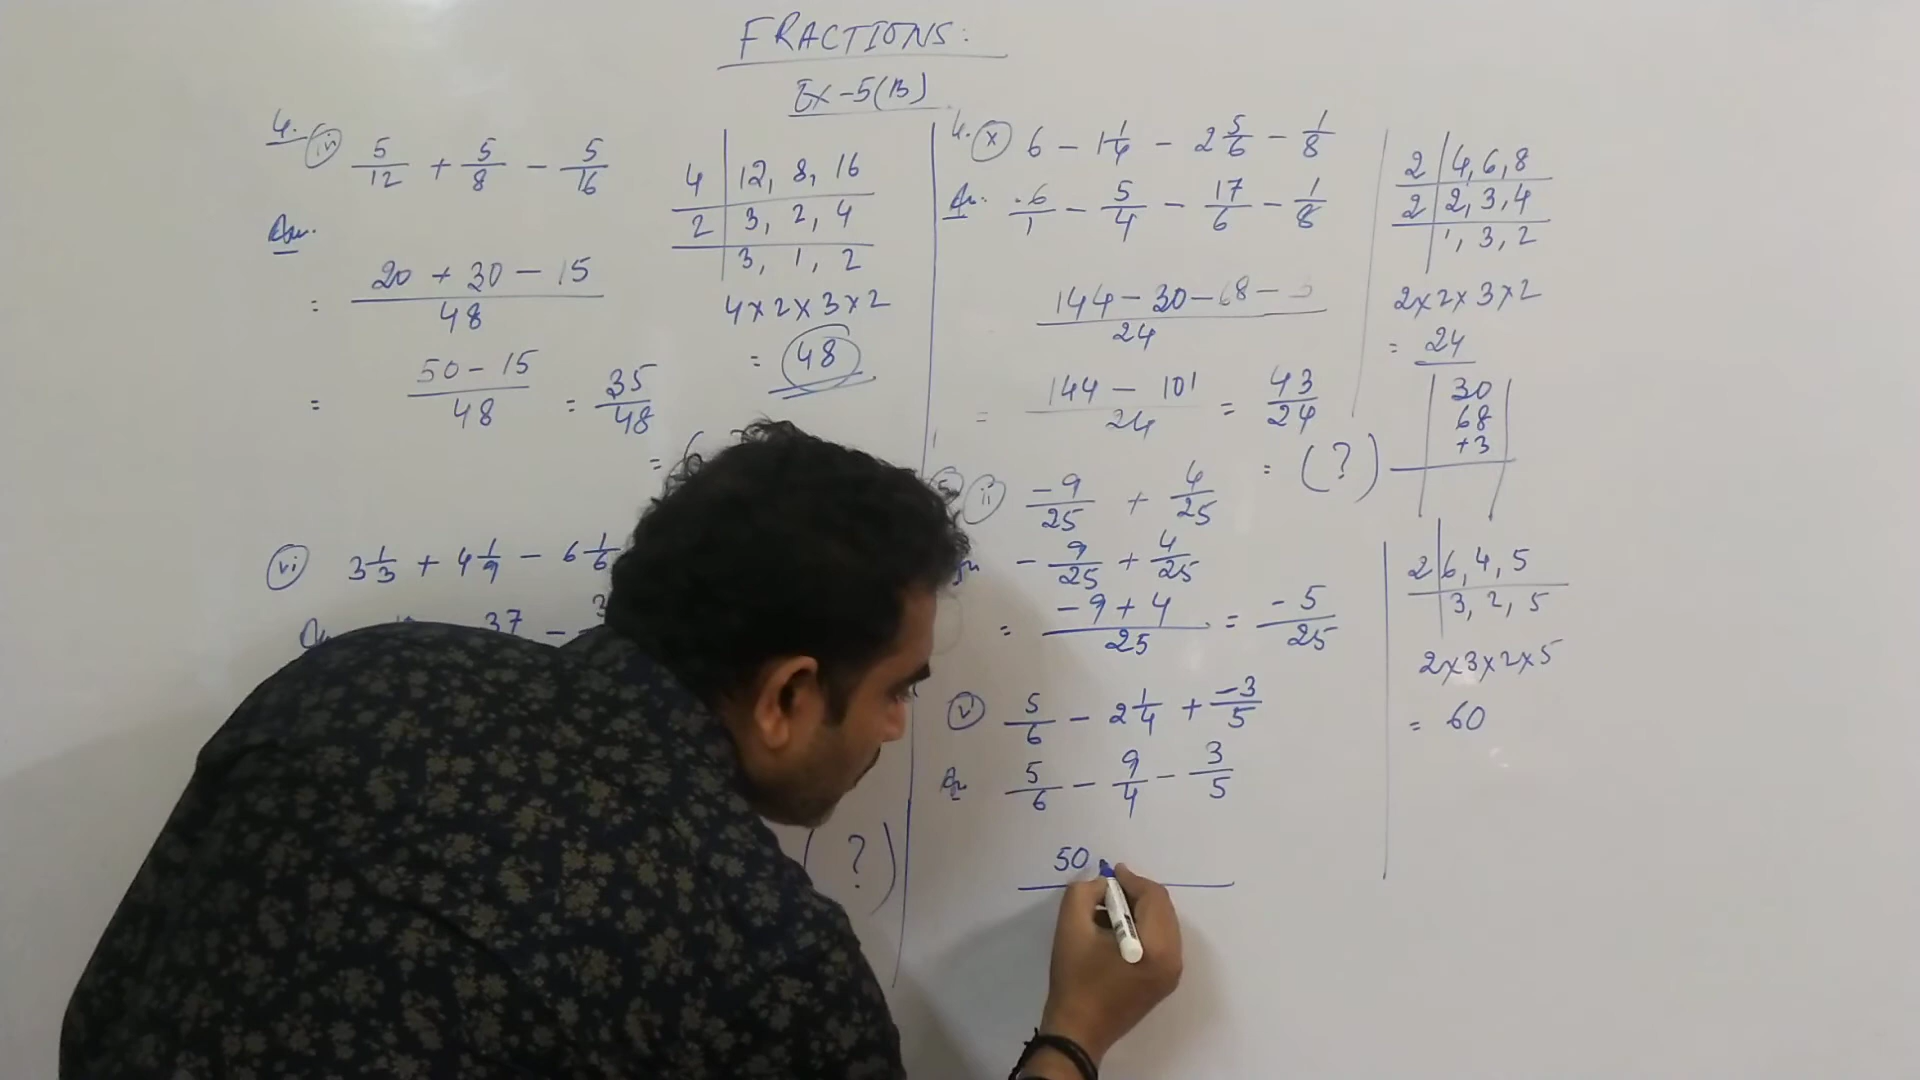 FRACTIONS:
Ex-5(B)
4. iv 5/12 + 5/8 - 5/16
Ans.
= 20 + 30 - 15 / 48
= 50 - 15 / 48 = 35/48
=
4 | 12, 8, 16
2 | 3, 2, 4
3, 1, 2
4×2×3×2
= 48
vi 3 1/3 + 4 1/9 - 6 1/6
37 -
( ? )
4. x 6 - 1 1/4 - 2 5/6 - 1/8
An. 6/1 - 5/4 - 17/6 - 1/8
144 - 30 - 68 - 3 / 24
= 144 - 101 / 24 = 43/24
= ( ? )
2 | 4, 6, 8
2 | 2, 3, 4
1, 3, 2
2×2×3×2
= 24
30
68
+3
ii -9/25 + 4/25
- 9/25 + 4/25
= -9 + 4 / 25 = -5/25
v 5/6 - 2 1/4 + -3/5
An 5/6 - 9/4 - 3/5
50
2 | 6, 4, 5
3, 2, 5
2×3×2×5
= 60